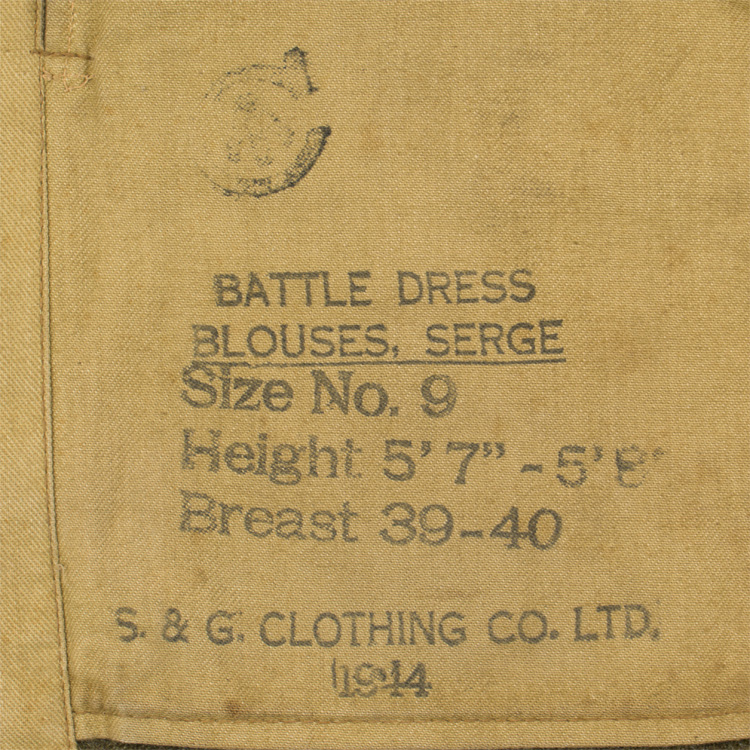 BATTLE DRESS
BLOUSES, SERGE
Size No. 9
Height 5' 7" - 5' 8"
Breast 39-40
S. & G. CLOTHING CO. LTD.
1944